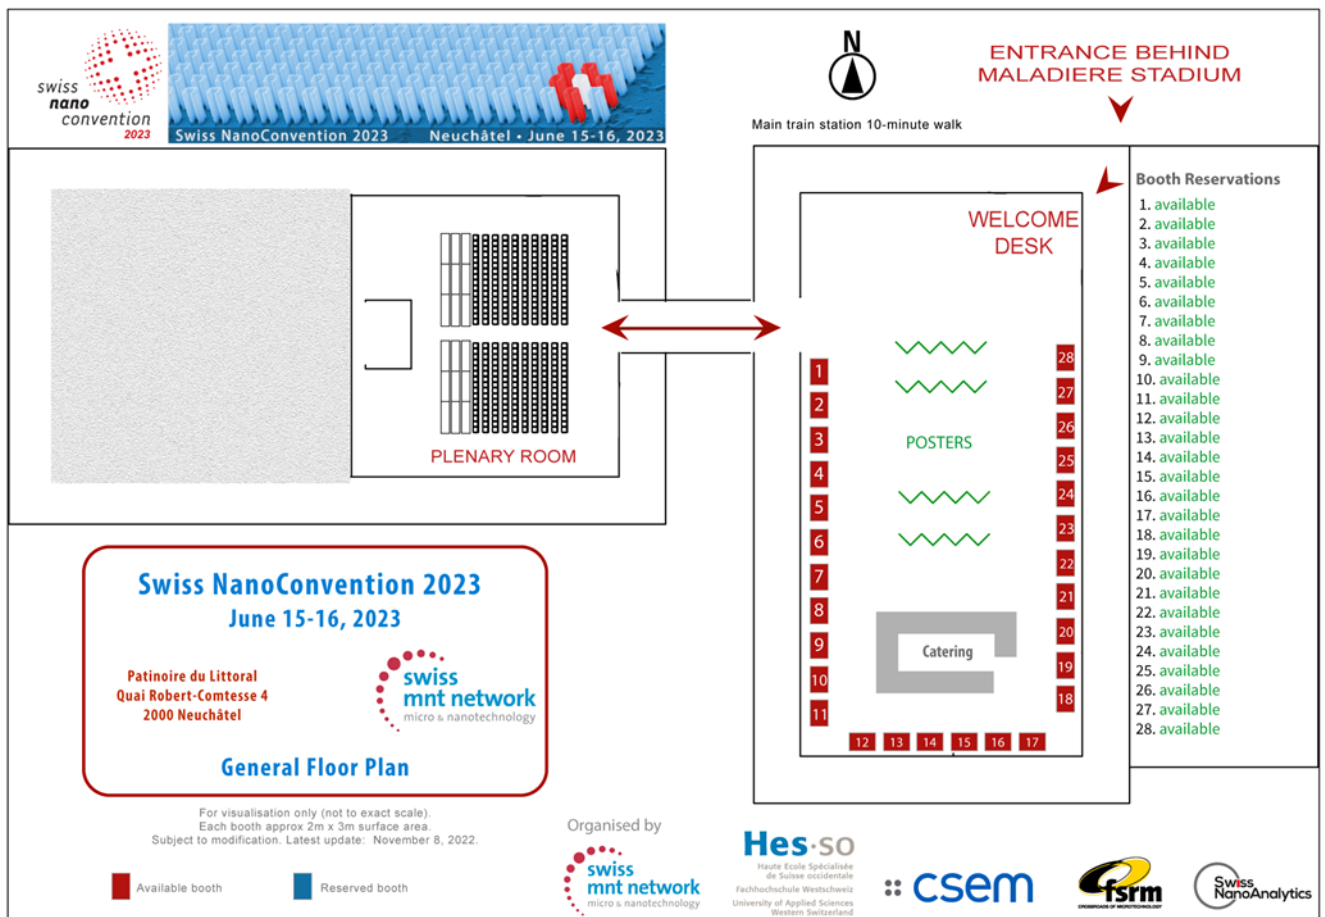 swiss
nano
convention
2023
Swiss NanoConvention 2023 Neuchâtel • June 15-16, 2023
N
Main train station 10-minute walk
ENTRANCE BEHIND
MALADIERE STADIUM
PLENARY ROOM
WELCOME
DESK
POSTERS
Catering
1
2
3
4
5
6
7
8
9
10
11
12 13 14 15 16 17
28
27
26
25
24
23
22
21
20
19
18
Booth Reservations
1. available
2. available
3. available
4. available
5. available
6. available
7. available
8. available
9. available
10. available
11. available
12. available
13. available
14. available
15. available
16. available
17. available
18. available
19. available
20. available
21. available
22. available
23. available
24. available
25. available
26. available
27. available
28. available
Swiss NanoConvention 2023
June 15-16, 2023
Patinoire du Littoral
Quai Robert-Comtesse 4
2000 Neuchâtel
swiss
mnt network
micro & nanotechnology
General Floor Plan
For visualisation only (not to exact scale).
Each booth approx 2m x 3m surface area.
Subject to modification. Latest update: November 8, 2022.
Available booth
Reserved booth
Organised by
swiss
mnt network
micro & nanotechnology
Hes·so
Haute Ecole Spécialisée
de Suisse occidentale
Fachhochschule Westschweiz
University of Applied Sciences
Western Switzerland
csem
fsrm
CROSSROADS OF MICROTECHNOLOGY
Swiss
NanoAnalytics